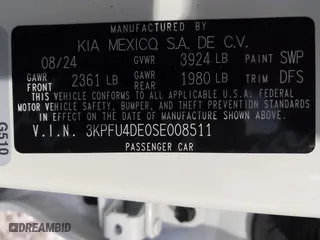 MANUFACTURED BY
KIA MEXICO, S.A. DE C.V.
08/24 GVWR 3924 LB PAINT SWP
GAWR FRONT 2361 LB GAWR REAR 1980 LB TRIM DFS
THIS VEHICLE CONFORMS TO ALL APPLICABLE U.S. FEDERAL
MOTOR VEHICLE SAFETY, BUMPER, AND THEFT PREVENTION STANDARDS
IN EFFECT ON THE DATE OF MANUFACTURE SHOWN ABOVE.
V.I.N. 3KPFU4DE0SE008511
PASSENGER CAR
G510
DREAMBID